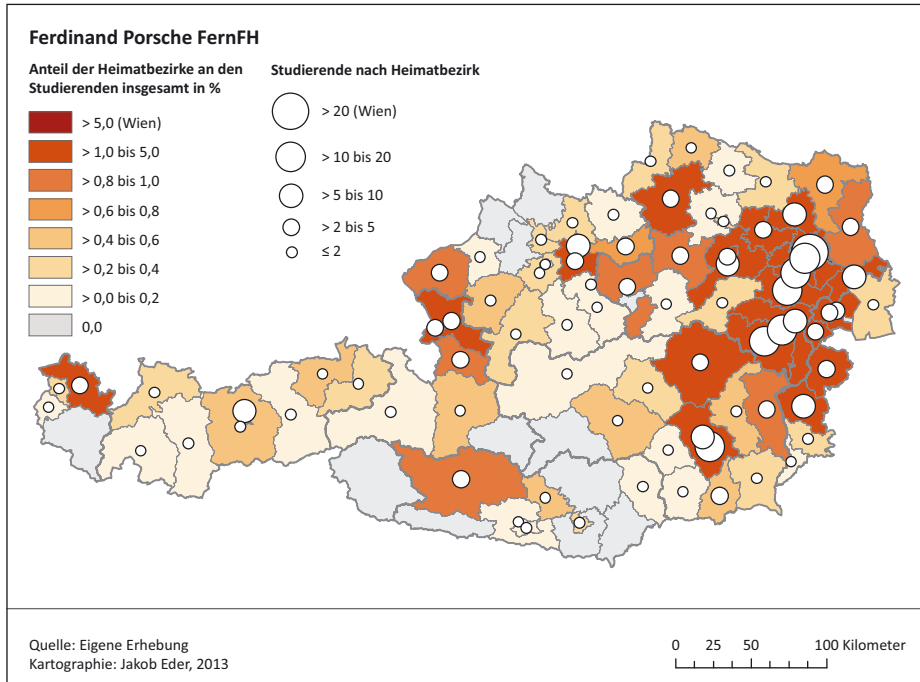 Ferdinand Porsche FernFH
Anteil der Heimatbezirke an den
Studierenden insgesamt in %
> 5,0 (Wien)
> 1,0 bis 5,0
> 0,8 bis 1,0
> 0,6 bis 0,8
> 0,4 bis 0,6
> 0,2 bis 0,4
> 0,0 bis 0,2
0,0
Studierende nach Heimatbezirk
> 20 (Wien)
> 10 bis 20
> 5 bis 10
> 2 bis 5
≤ 2
Quelle: Eigene Erhebung
Kartographie: Jakob Eder, 2013
0 25 50 100 Kilometer